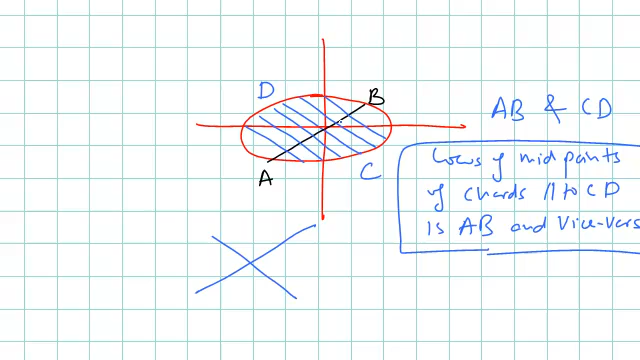 D
B
A
C
AB & CD
Locus of mid points
of chords // to CD
is AB and Vice-vers